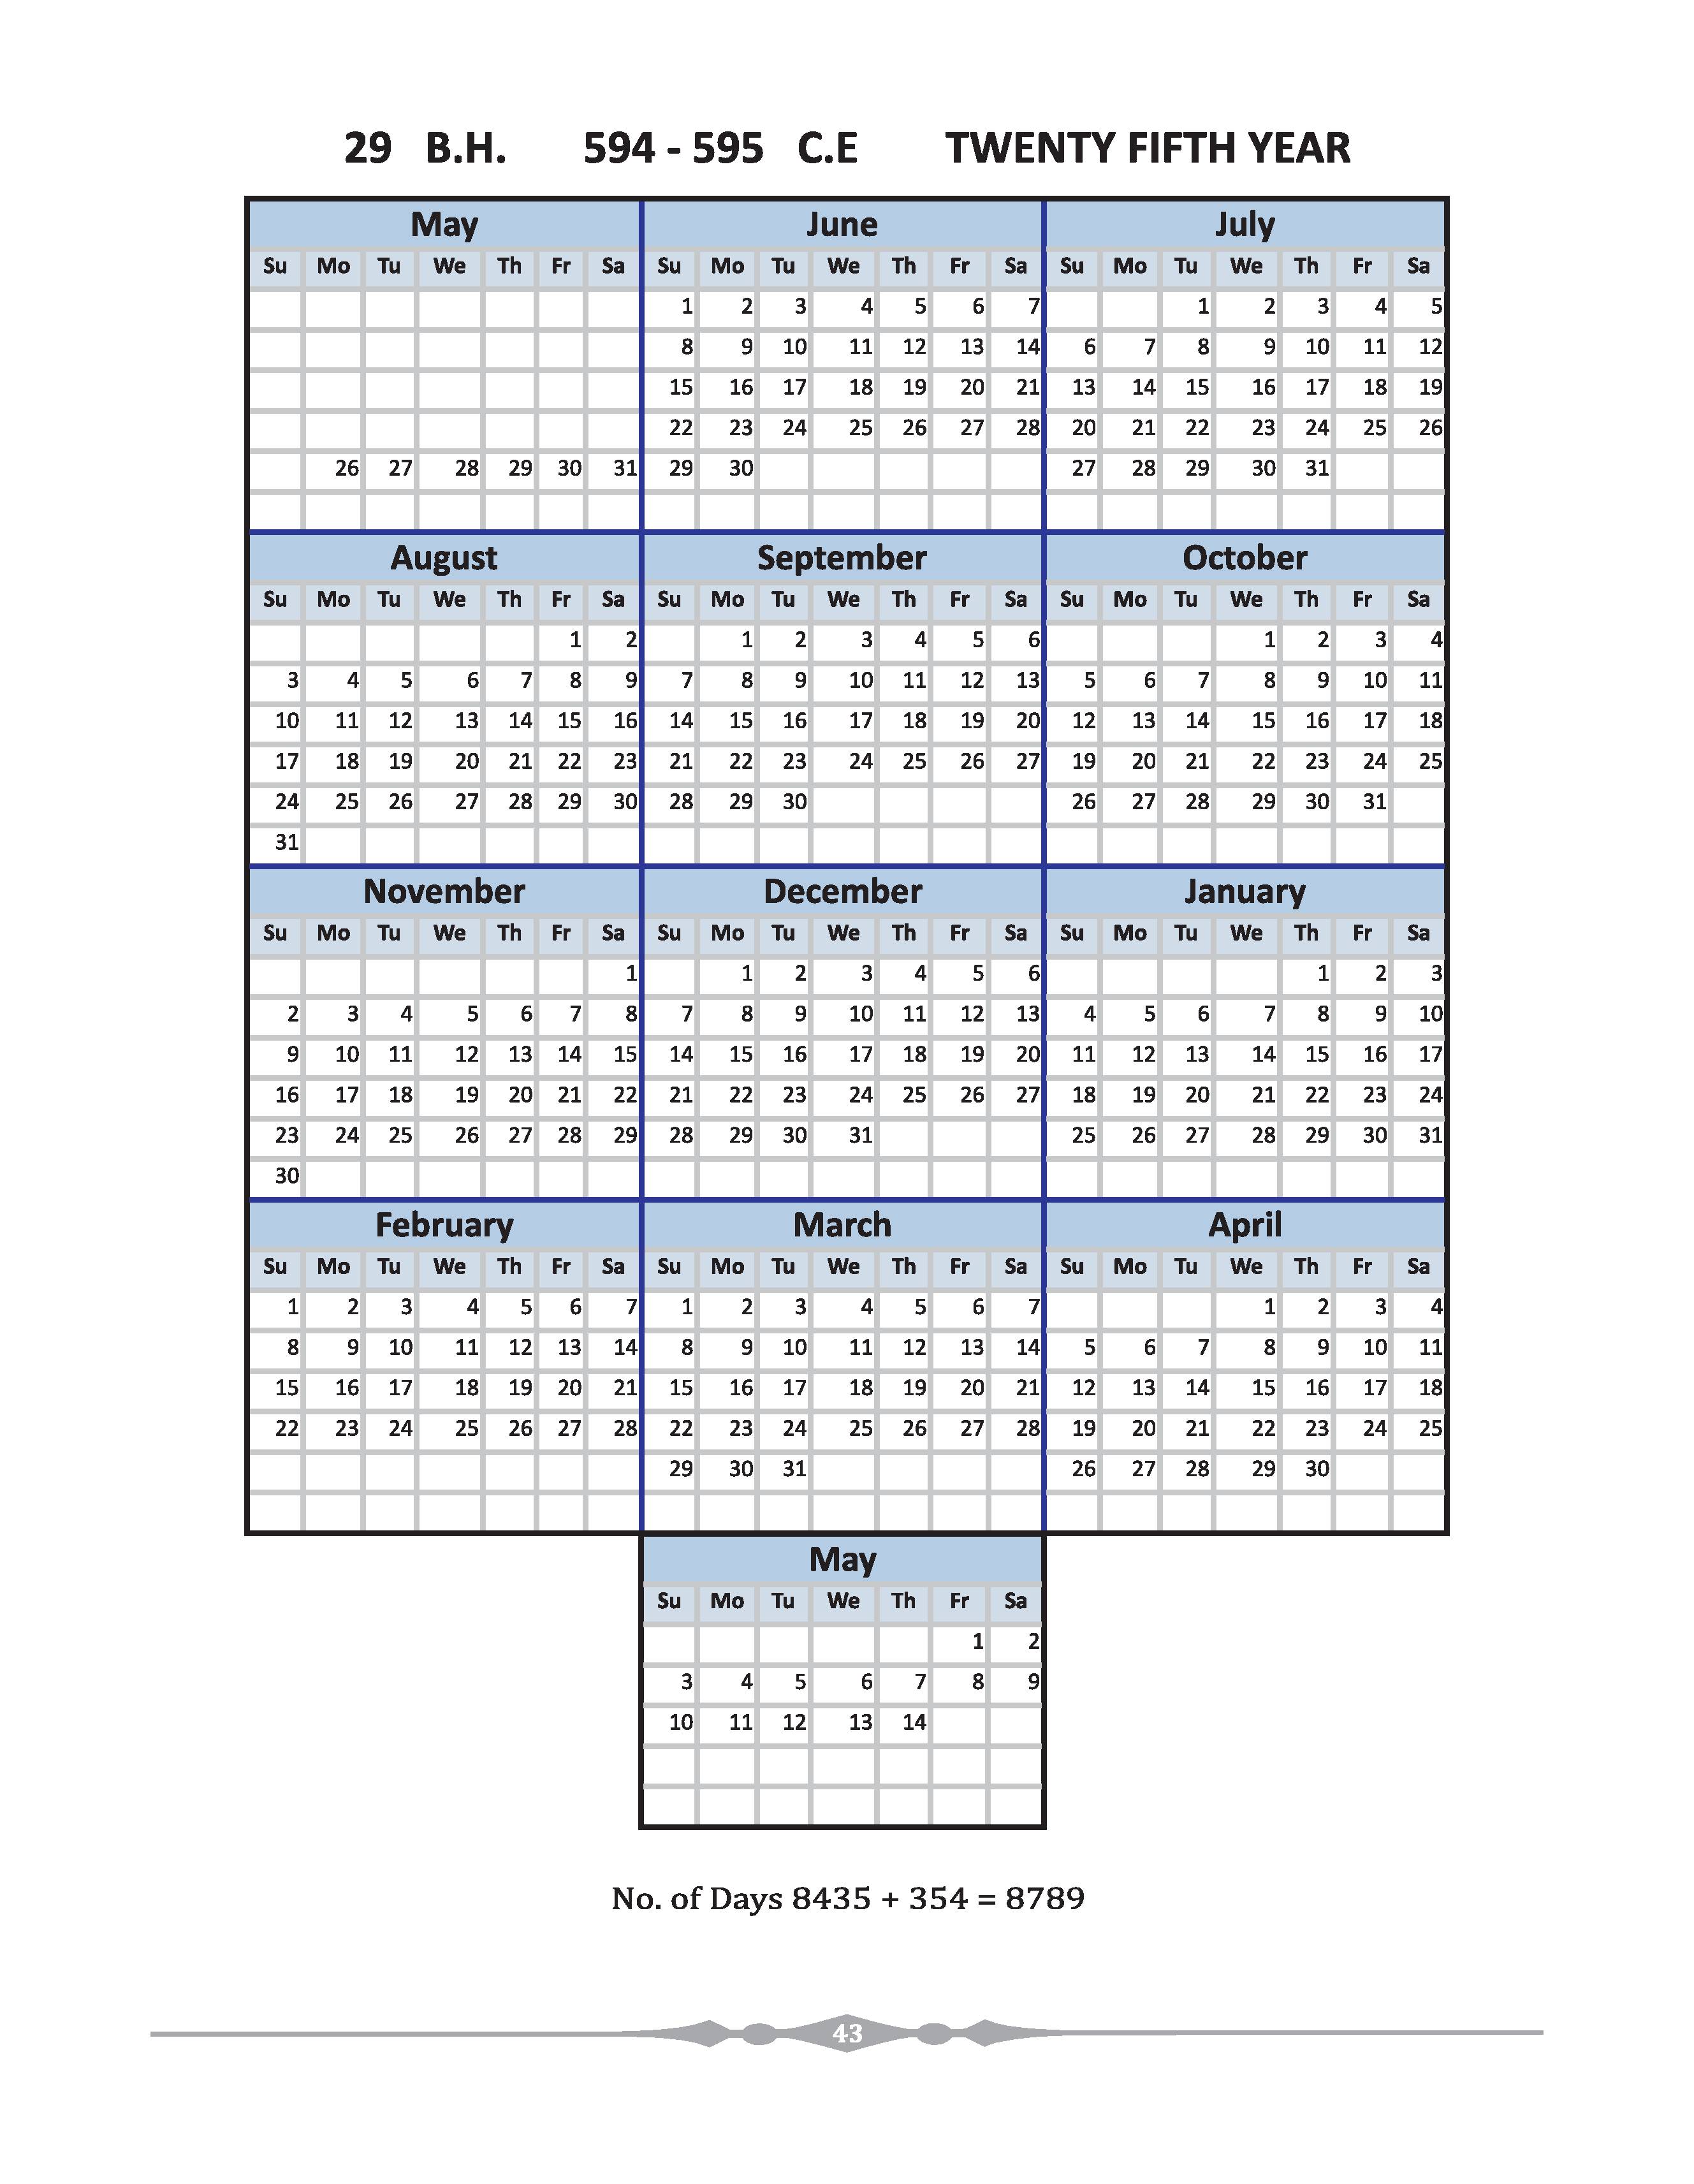 29 B.H. 594 - 595 C.E TWENTY FIFTH YEAR
May June July
Su Mo Tu We Th Fr Sa Su Mo Tu We Th Fr Sa Su Mo Tu We Th Fr Sa
1 2 3 4 5 6 7 1 2 3 4 5
8 9 10 11 12 13 14 6 7 8 9 10 11 12
15 16 17 18 19 20 21 13 14 15 16 17 18 19
22 23 24 25 26 27 28 20 21 22 23 24 25 26
26 27 28 29 30 31 29 30 27 28 29 30 31
August September October
Su Mo Tu We Th Fr Sa Su Mo Tu We Th Fr Sa Su Mo Tu We Th Fr Sa
1 2 1 2 3 4 5 6 1 2 3 4
3 4 5 6 7 8 9 7 8 9 10 11 12 13 5 6 7 8 9 10 11
10 11 12 13 14 15 16 14 15 16 17 18 19 20 12 13 14 15 16 17 18
17 18 19 20 21 22 23 21 22 23 24 25 26 27 19 20 21 22 23 24 25
24 25 26 27 28 29 30 28 29 30 26 27 28 29 30 31
31
November December January
Su Mo Tu We Th Fr Sa Su Mo Tu We Th Fr Sa Su Mo Tu We Th Fr Sa
1 1 2 3 4 5 6 1 2 3
2 3 4 5 6 7 8 7 8 9 10 11 12 13 4 5 6 7 8 9 10
9 10 11 12 13 14 15 14 15 16 17 18 19 20 11 12 13 14 15 16 17
16 17 18 19 20 21 22 21 22 23 24 25 26 27 18 19 20 21 22 23 24
23 24 25 26 27 28 29 28 29 30 31 25 26 27 28 29 30 31
30
February March April
Su Mo Tu We Th Fr Sa Su Mo Tu We Th Fr Sa Su Mo Tu We Th Fr Sa
1 2 3 4 5 6 7 1 2 3 4 5 6 7 1 2 3 4
8 9 10 11 12 13 14 8 9 10 11 12 13 14 5 6 7 8 9 10 11
15 16 17 18 19 20 21 15 16 17 18 19 20 21 12 13 14 15 16 17 18
22 23 24 25 26 27 28 22 23 24 25 26 27 28 19 20 21 22 23 24 25
29 30 31 26 27 28 29 30
May
Su Mo Tu We Th Fr Sa
1 2
3 4 5 6 7 8 9
10 11 12 13 14
No. of Days 8435 + 354 = 8789
43